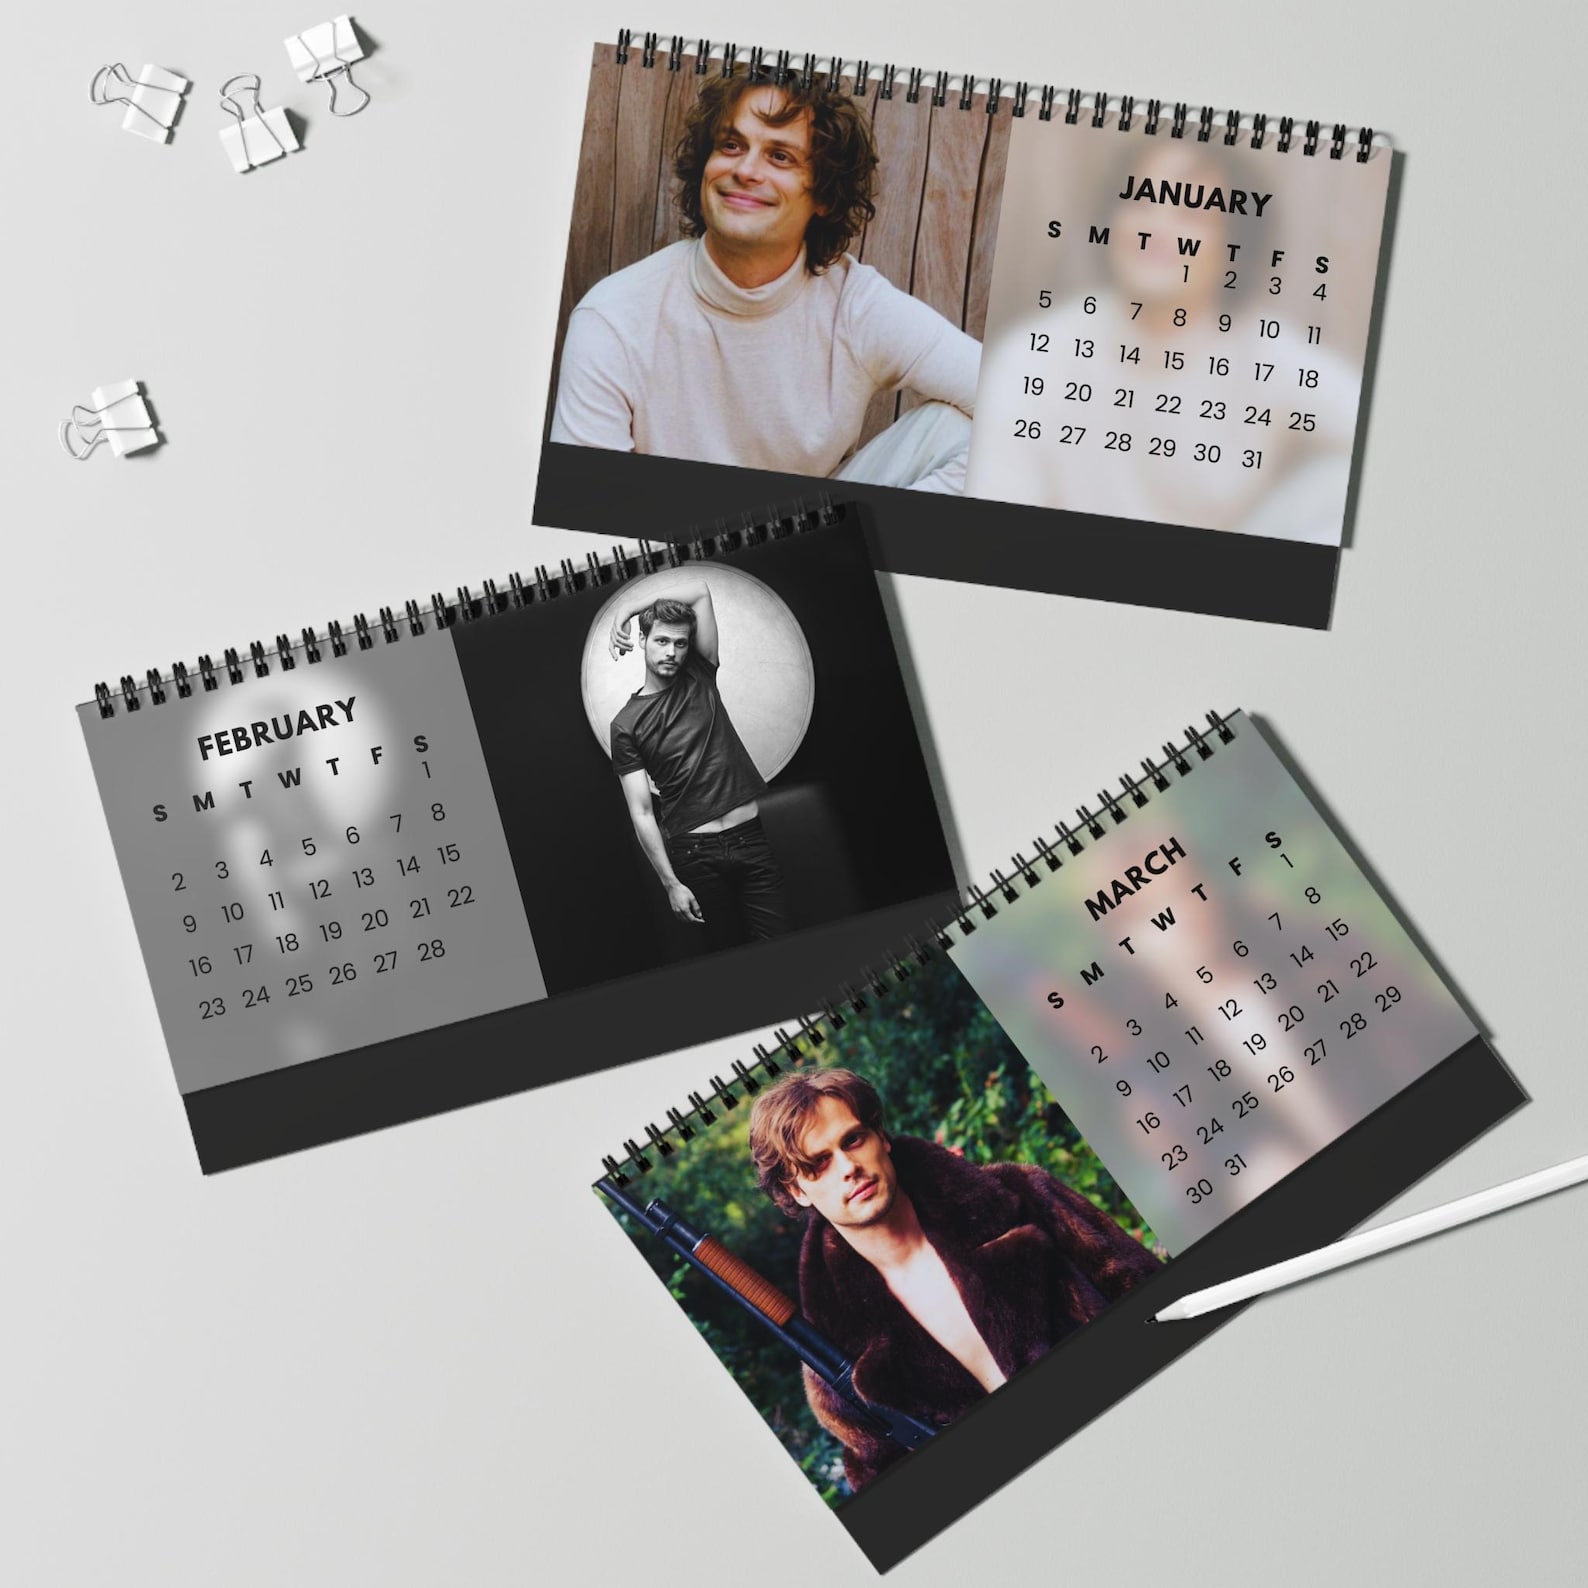 JANUARY
S M T W T F S
1 2 3 4
5 6 7 8 9 10 11
12 13 14 15 16 17 18
19 20 21 22 23 24 25
26 27 28 29 30 31
FEBRUARY
S M T W T F S
1
2 3 4 5 6 7 8
9 10 11 12 13 14 15
16 17 18 19 20 21 22
23 24 25 26 27 28
MARCH
S M T W T F S
1
2 3 4 5 6 7 8
9 10 11 12 13 14 15
16 17 18 19 20 21 22
23 24 25 26 27 28 29
30 31